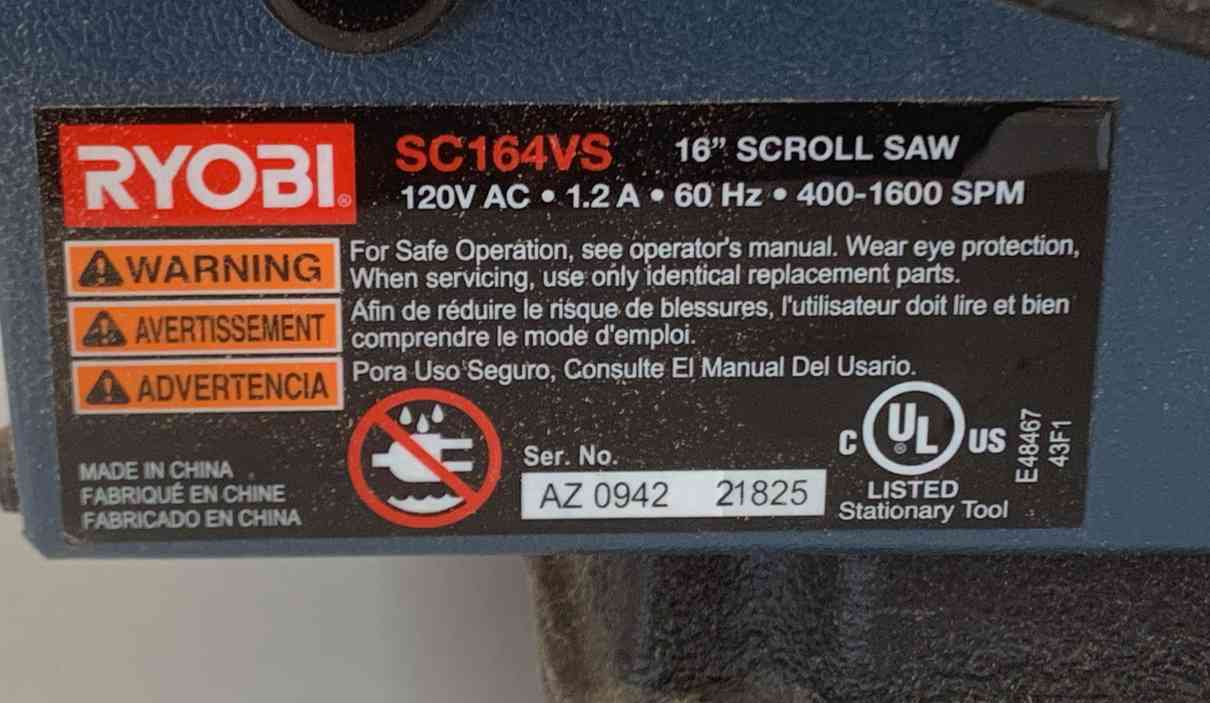 RYOBI®
SC164VS 16” SCROLL SAW
120V AC • 1.2 A • 60 Hz • 400-1600 SPM
WARNING
For Safe Operation, see operator's manual. Wear eye protection,
When servicing, use only identical replacement parts.
AVERTISSEMENT
Afin de réduire le risque de blessures, l'utilisateur doit lire et bien
comprendre le mode d'emploi.
ADVERTENCIA
Pora Uso Seguro, Consulte El Manual Del Usario.
MADE IN CHINA
FABRIQUÉ EN CHINE
FABRICADO EN CHINA
Ser. No.
AZ 0942 21825
C UL® US
LISTED
Stationary Tool
E48467
43F1